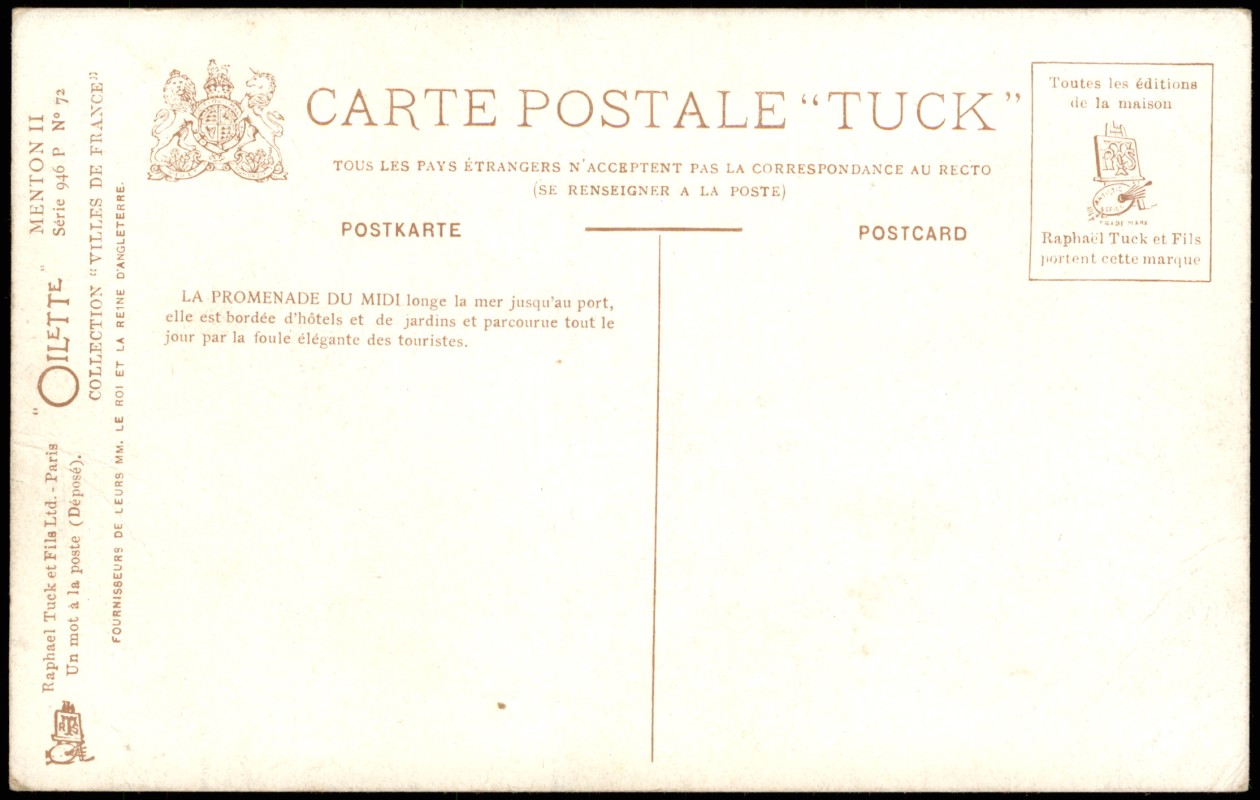 CARTE POSTALE “TUCK”
TOUS LES PAYS ÉTRANGERS N'ACCEPTENT PAS LA CORRESPONDANCE AU RECTO
(SE RENSEIGNER A LA POSTE)
POSTKARTE
POSTCARD
Toutes les éditions
de la maison
TRADE MARK
Raphaël Tuck et Fils
portent cette marque
LA PROMENADE DU MIDI longe la mer jusqu'au port,
elle est bordée d'hôtels et de jardins et parcourue tout le
jour par la foule élégante des touristes.
MENTON II
Série 946 P Nº 72
“OILETTE”
COLLECTION “VILLES DE FRANCE”
Raphael Tuck et Fils Ltd. - Paris
Un mot à la poste (Déposé).
FOURNISSEURS DE LEURS MM. LE ROI ET LA REINE D'ANGLETERRE.